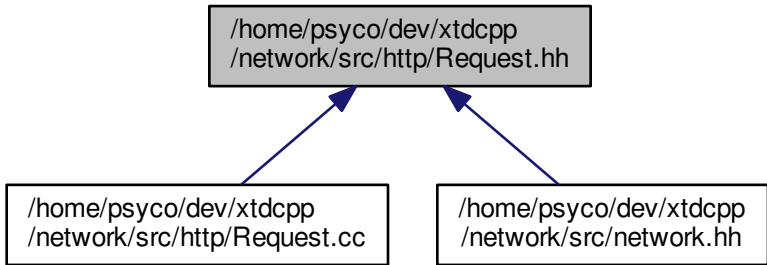 /home/psyco/dev/xtdcpp
/network/src/http/Request.hh
/home/psyco/dev/xtdcpp
/network/src/http/Request.cc
/home/psyco/dev/xtdcpp
/network/src/network.hh